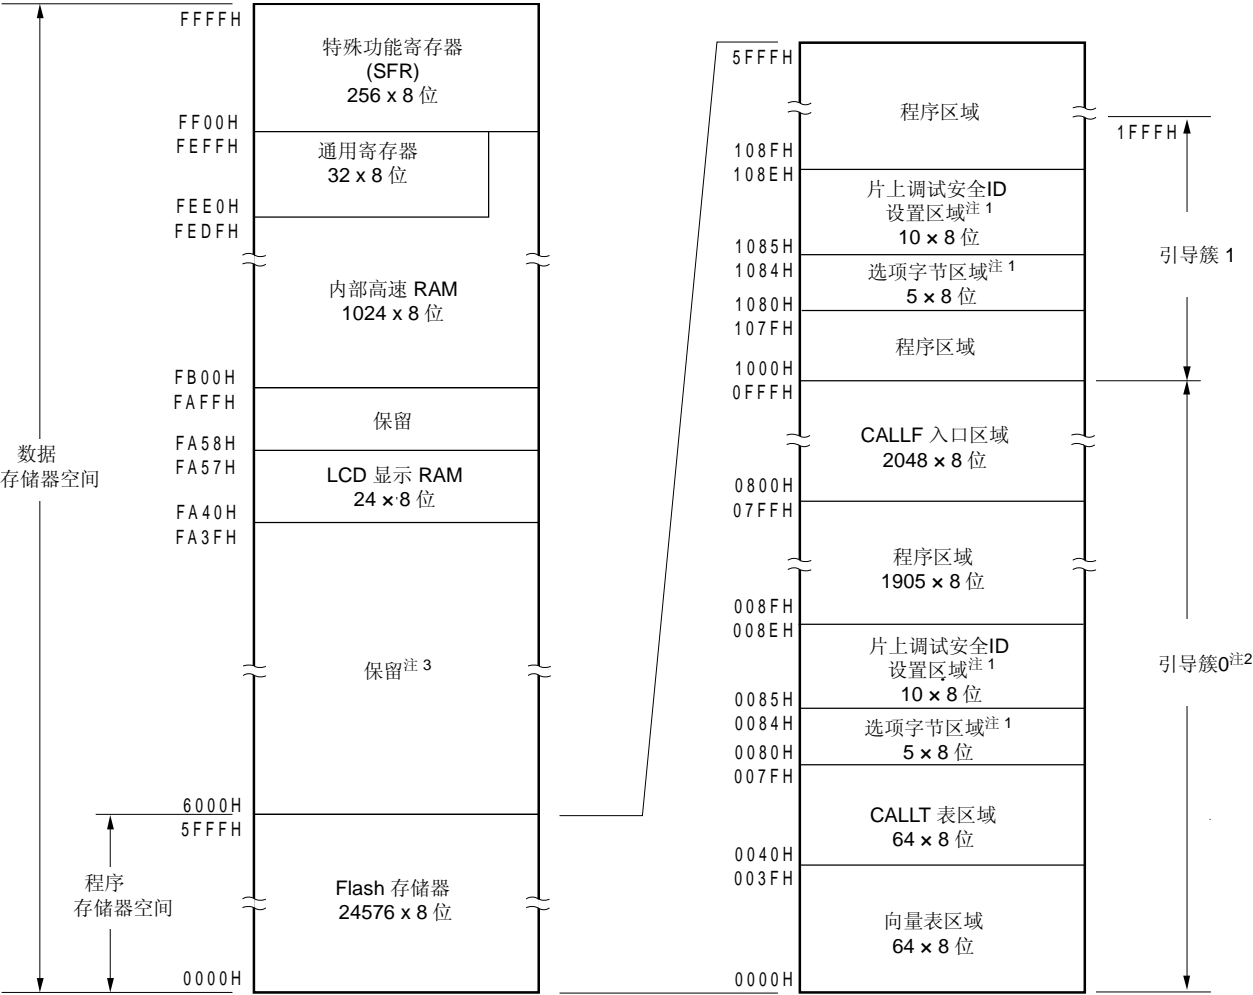 FFFFH
特殊功能寄存器
(SFR)
256 x 8 位
FF00H
FEFFH
通用寄存器
32 x 8 位
FEE0H
FEDFH
内部高速 RAM
1024 x 8 位
FB00H
FAFFH
保留
FA58H
FA57H
LCD 显示 RAM
24 × 8 位
FA40H
FA3FH
保留注 3
6000H
5FFFH
Flash 存储器
24576 x 8 位
0000H
数据
存储器空间
程序
存储器空间
5FFFH
程序区域
108FH
108EH
片上调试安全ID
设置区域注 1
10 × 8 位
1085H
1084H
选项字节区域注 1
5 × 8 位
1080H
107FH
程序区域
1000H
0FFFH
CALLF 入口区域
2048 × 8 位
0800H
07FFH
程序区域
1905 × 8 位
008FH
008EH
片上调试安全ID
设置区域注 1
10 × 8 位
0085H
0084H
选项字节区域注 1
5 × 8 位
0080H
007FH
CALLT 表区域
64 × 8 位
0040H
003FH
向量表区域
64 × 8 位
0000H
1FFFH
引导簇 1
引导簇0注2